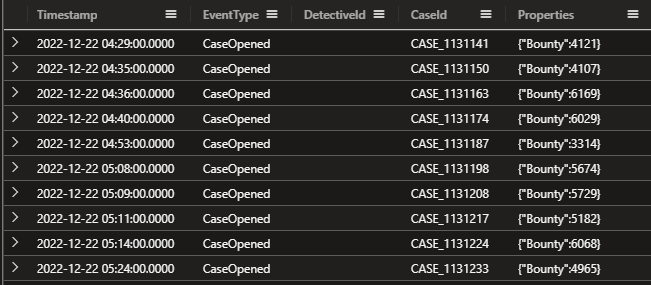 Timestamp EventType DetectiveId CaseId Properties
2022-12-22 04:29:00.0000 CaseOpened CASE_1131141 {"Bounty":4121}
2022-12-22 04:35:00.0000 CaseOpened CASE_1131150 {"Bounty":4107}
2022-12-22 04:36:00.0000 CaseOpened CASE_1131163 {"Bounty":6169}
2022-12-22 04:40:00.0000 CaseOpened CASE_1131174 {"Bounty":6029}
2022-12-22 04:53:00.0000 CaseOpened CASE_1131187 {"Bounty":3314}
2022-12-22 05:08:00.0000 CaseOpened CASE_1131198 {"Bounty":5674}
2022-12-22 05:09:00.0000 CaseOpened CASE_1131208 {"Bounty":5729}
2022-12-22 05:11:00.0000 CaseOpened CASE_1131217 {"Bounty":5182}
2022-12-22 05:14:00.0000 CaseOpened CASE_1131224 {"Bounty":6068}
2022-12-22 05:24:00.0000 CaseOpened CASE_1131233 {"Bounty":4965}